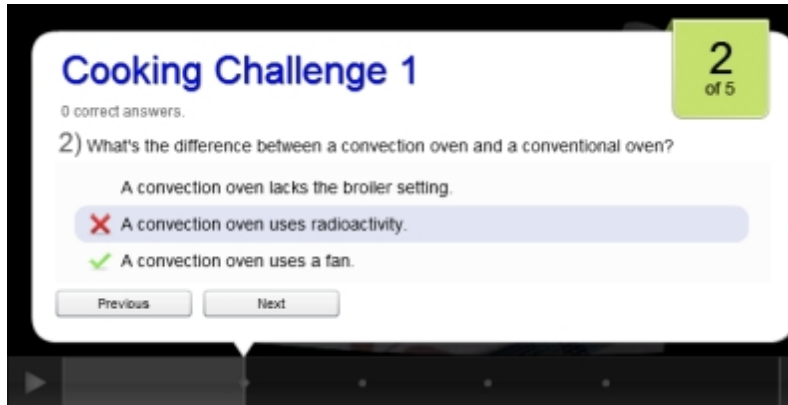 Cooking Challenge 1
2
of 5
0 correct answers.
2) What's the difference between a convection oven and a conventional oven?
A convection oven lacks the broiler setting.
A convection oven uses radioactivity.
A convection oven uses a fan.
Previous
Next